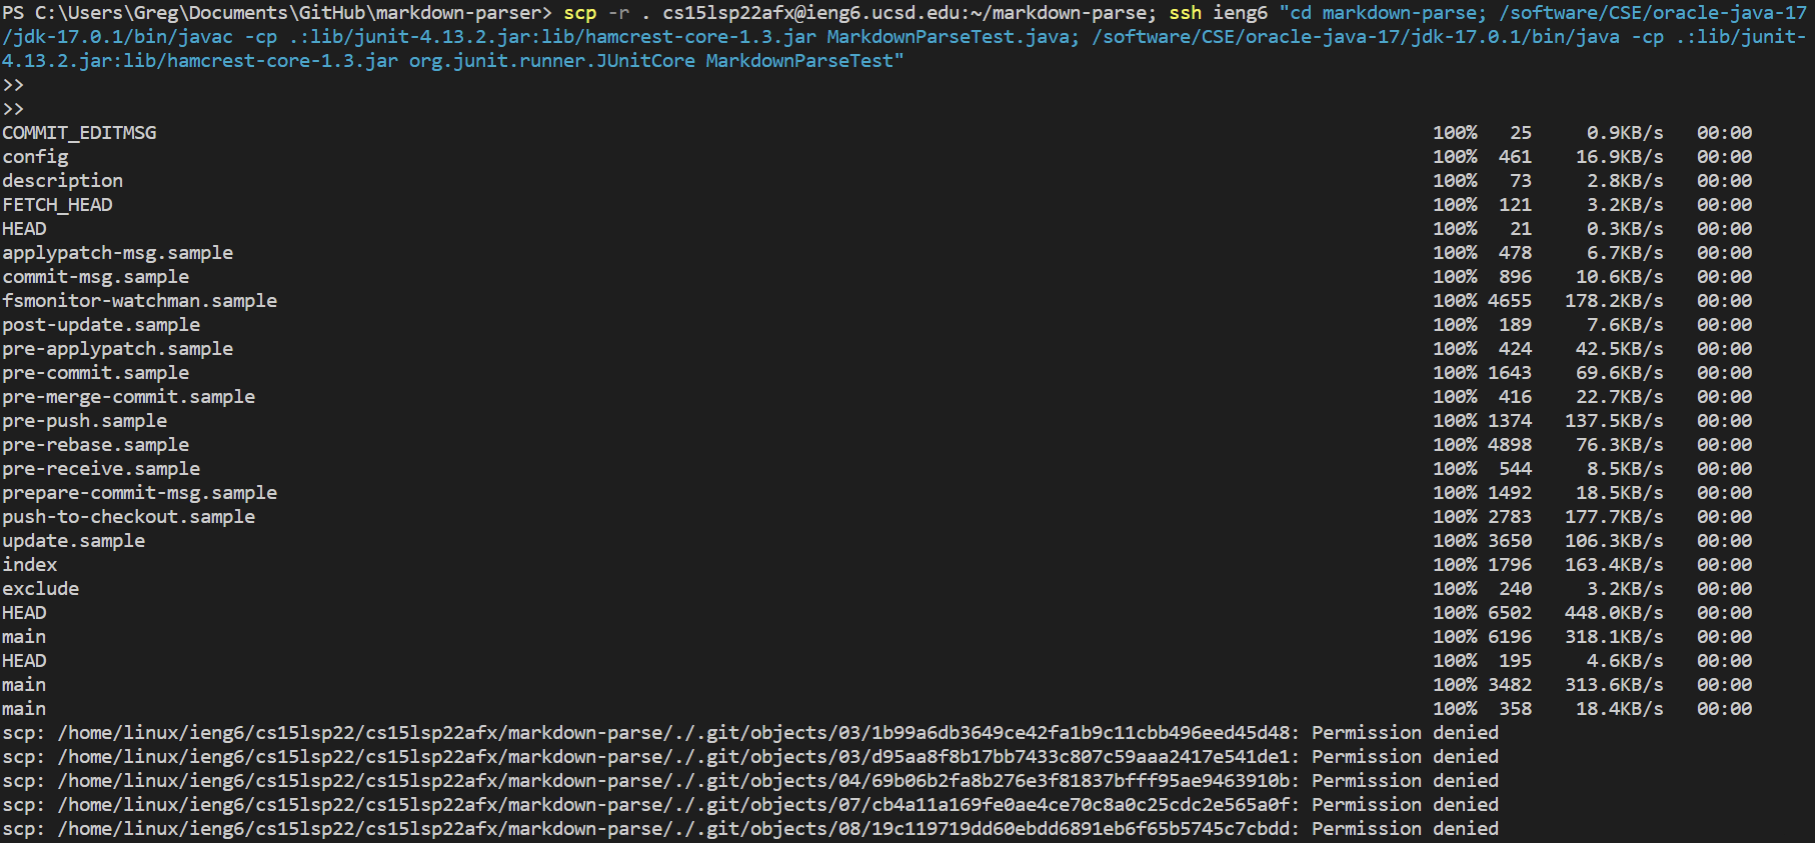 PS C:\Users\Greg\Documents\GitHub\markdown-parser> scp -r . cs15lsp22afx@ieng6.ucsd.edu:~/markdown-parse; ssh ieng6 "cd markdown-parse; /software/CSE/oracle-java-17
/jdk-17.0.1/bin/javac -cp .:lib/junit-4.13.2.jar:lib/hamcrest-core-1.3.jar MarkdownParseTest.java; /software/CSE/oracle-java-17/jdk-17.0.1/bin/java -cp .:lib/junit-
4.13.2.jar:lib/hamcrest-core-1.3.jar org.junit.runner.JUnitCore MarkdownParseTest"
>>
>>
COMMIT_EDITMSG 100% 25 0.9KB/s 00:00
config 100% 461 16.9KB/s 00:00
description 100% 73 2.8KB/s 00:00
FETCH_HEAD 100% 121 3.2KB/s 00:00
HEAD 100% 21 0.3KB/s 00:00
applypatch-msg.sample 100% 478 6.7KB/s 00:00
commit-msg.sample 100% 896 10.6KB/s 00:00
fsmonitor-watchman.sample 100% 4655 178.2KB/s 00:00
post-update.sample 100% 189 7.6KB/s 00:00
pre-applypatch.sample 100% 424 42.5KB/s 00:00
pre-commit.sample 100% 1643 69.6KB/s 00:00
pre-merge-commit.sample 100% 416 22.7KB/s 00:00
pre-push.sample 100% 1374 137.5KB/s 00:00
pre-rebase.sample 100% 4898 76.3KB/s 00:00
pre-receive.sample 100% 544 8.5KB/s 00:00
prepare-commit-msg.sample 100% 1492 18.5KB/s 00:00
push-to-checkout.sample 100% 2783 177.7KB/s 00:00
update.sample 100% 3650 106.3KB/s 00:00
index 100% 1796 163.4KB/s 00:00
exclude 100% 240 3.2KB/s 00:00
HEAD 100% 6502 448.0KB/s 00:00
main 100% 6196 318.1KB/s 00:00
HEAD 100% 195 4.6KB/s 00:00
main 100% 3482 313.6KB/s 00:00
main 100% 358 18.4KB/s 00:00
scp: /home/linux/ieng6/cs15lsp22/cs15lsp22afx/markdown-parse/./.git/objects/03/1b99a6db3649ce42fa1b9c11cbb496eed45d48: Permission denied
scp: /home/linux/ieng6/cs15lsp22/cs15lsp22afx/markdown-parse/./.git/objects/03/d95aa8f8b17bb7433c807c59aaa2417e541de1: Permission denied
scp: /home/linux/ieng6/cs15lsp22/cs15lsp22afx/markdown-parse/./.git/objects/04/69b06b2fa8b276e3f81837bfff95ae9463910b: Permission denied
scp: /home/linux/ieng6/cs15lsp22/cs15lsp22afx/markdown-parse/./.git/objects/07/cb4a11a169fe0ae4ce70c8a0c25cdc2e565a0f: Permission denied
scp: /home/linux/ieng6/cs15lsp22/cs15lsp22afx/markdown-parse/./.git/objects/08/19c119719dd60ebdd6891eb6f65b5745c7cbdd: Permission denied